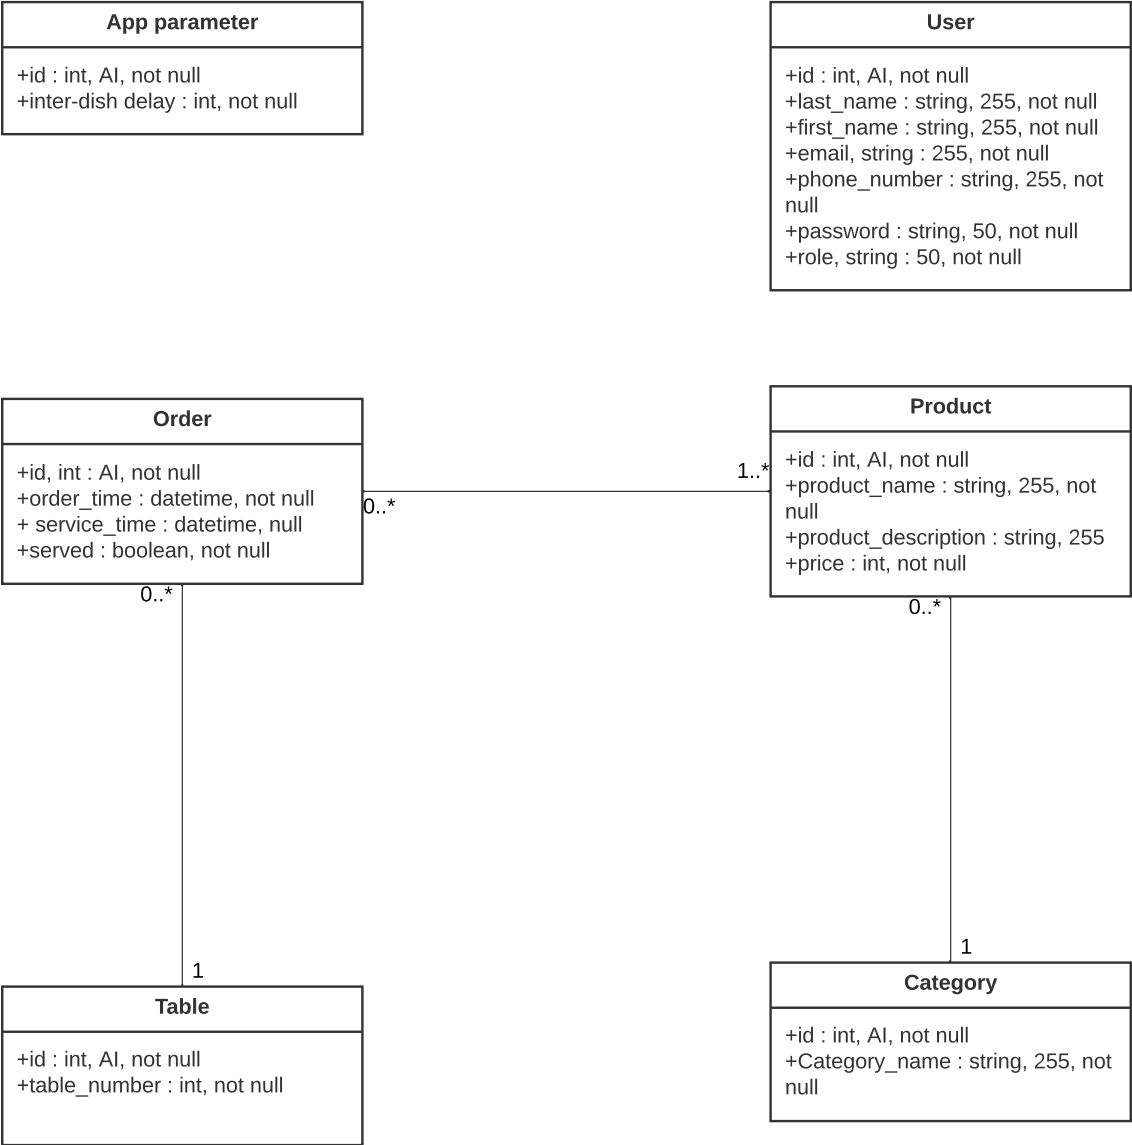 App parameter
+id : int, AI, not null
+inter-dish delay : int, not null
User
+id : int, AI, not null
+last_name : string, 255, not null
+first_name : string, 255, not null
+email, string : 255, not null
+phone_number : string, 255, not
null
+password : string, 50, not null
+role, string : 50, not null
Order
+id, int : AI, not null
+order_time : datetime, not null
+ service_time : datetime, null
+served : boolean, not null
0..*
1..*
Product
+id : int, AI, not null
+product_name : string, 255, not
null
+product_description : string, 255
+price : int, not null
0..*
0..*
1
1
Table
+id : int, AI, not null
+table_number : int, not null
Category
+id : int, AI, not null
+Category_name : string, 255, not
null